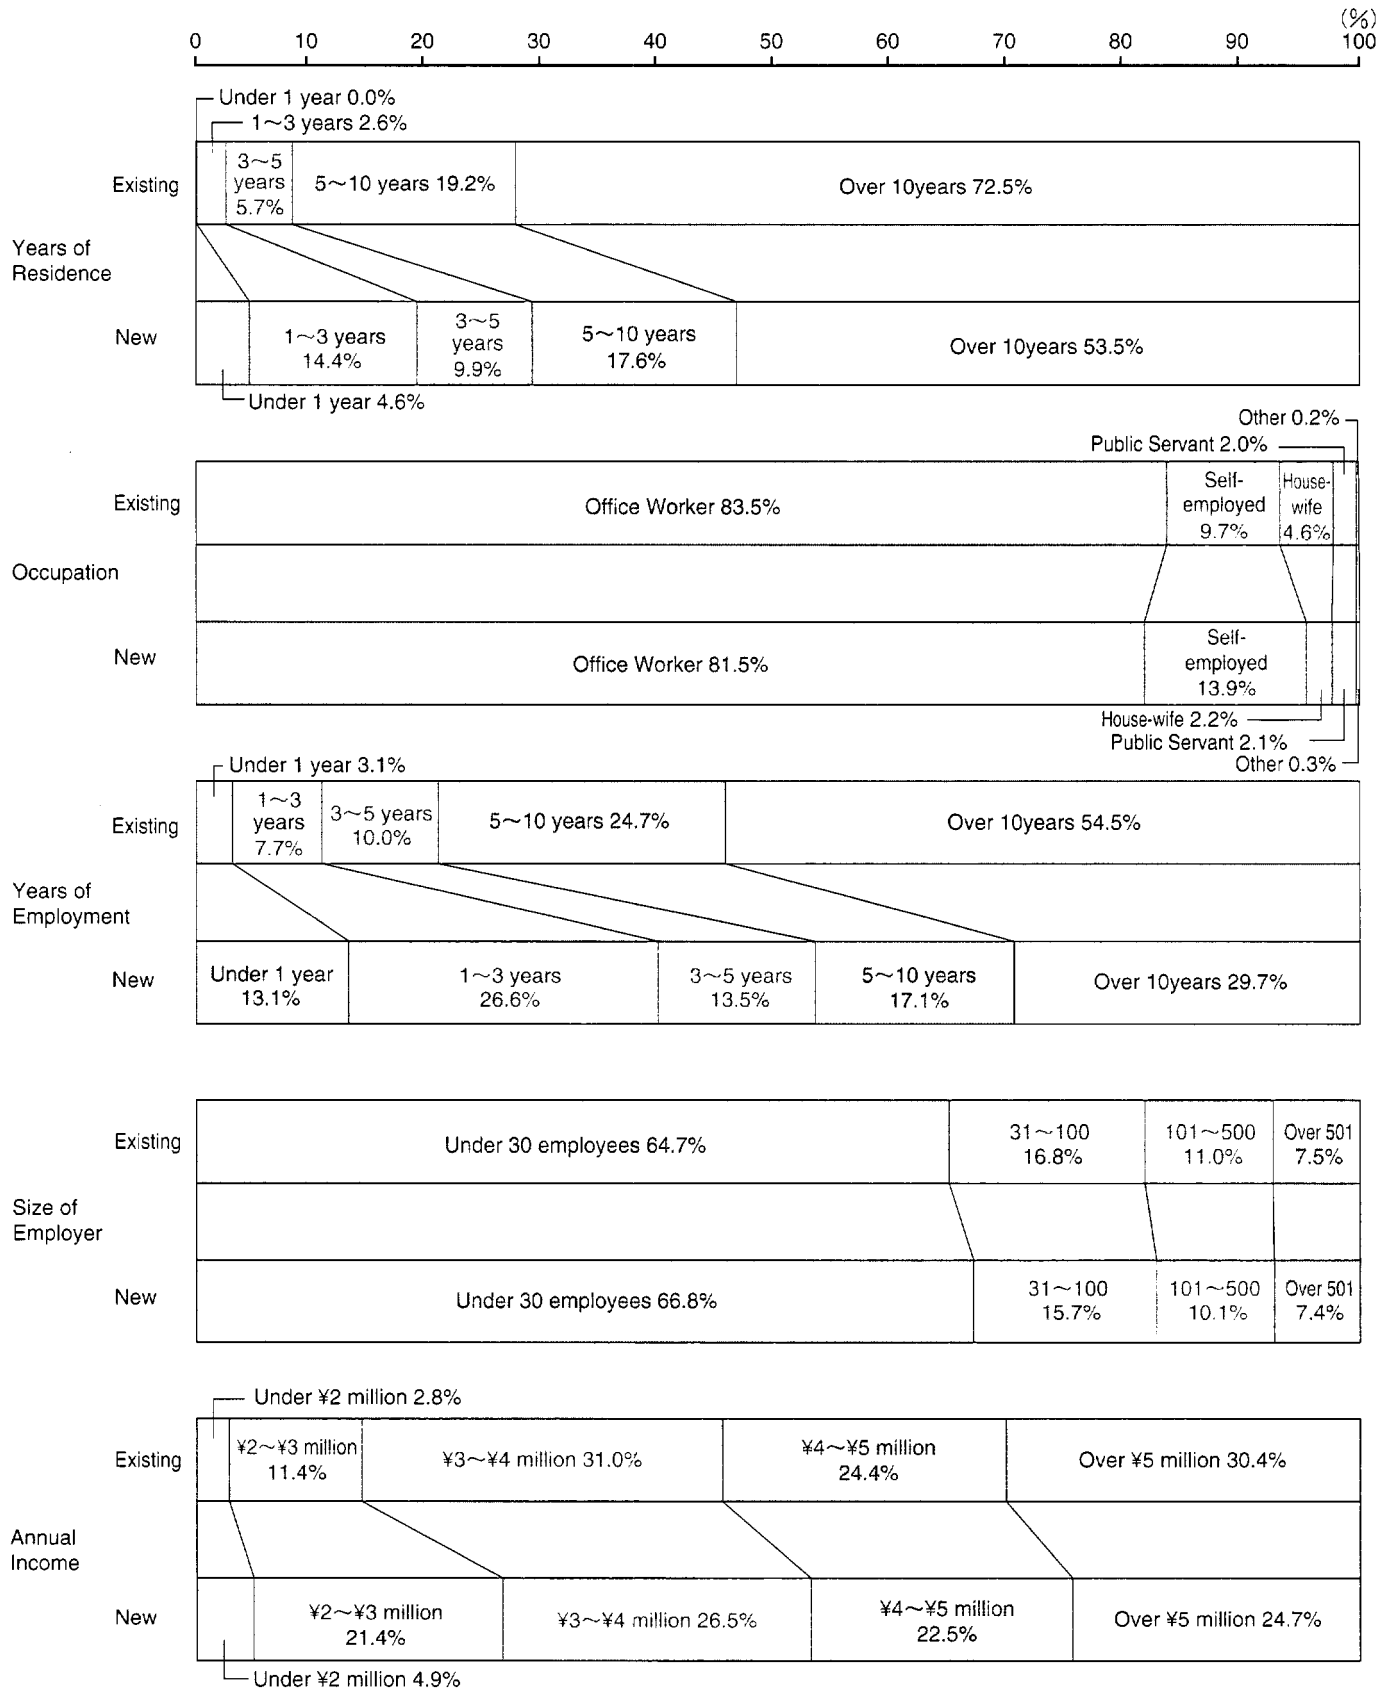 (%)
0 10 20 30 40 50 60 70 80 90 100
Under 1 year 0.0%
1～3 years 2.6%
Existing
3～5
years
5.7%
5～10 years 19.2%
Over 10years 72.5%
Years of
Residence
New
1～3 years
14.4%
3～5
years
9.9%
5～10 years
17.6%
Over 10years 53.5%
Under 1 year 4.6%
Other 0.2%
Public Servant 2.0%
Existing
Office Worker 83.5%
Self-
employed
9.7%
House-
wife
4.6%
Occupation
New
Office Worker 81.5%
Self-
employed
13.9%
House-wife 2.2%
Public Servant 2.1%
Other 0.3%
Under 1 year 3.1%
Existing
1～3
years
7.7%
3～5 years
10.0%
5～10 years 24.7%
Over 10years 54.5%
Years of
Employment
New
Under 1 year
13.1%
1～3 years
26.6%
3～5 years
13.5%
5～10 years
17.1%
Over 10years 29.7%
Existing
Under 30 employees 64.7%
31～100
16.8%
101～500
11.0%
Over 501
7.5%
Size of
Employer
New
Under 30 employees 66.8%
31～100
15.7%
101～500
10.1%
Over 501
7.4%
Under ¥2 million 2.8%
Existing
¥2～¥3 million
11.4%
¥3～¥4 million 31.0%
¥4～¥5 million
24.4%
Over ¥5 million 30.4%
Annual
Income
New
¥2～¥3 million
21.4%
¥3～¥4 million 26.5%
¥4～¥5 million
22.5%
Over ¥5 million 24.7%
Under ¥2 million 4.9%